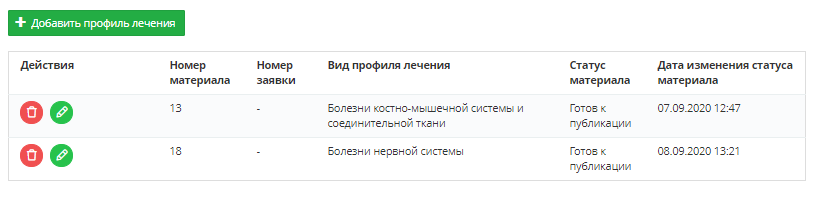 Добавить профиль лечения
Действия Номер материала Номер заявки Вид профиля лечения Статус материала Дата изменения статуса материала
13 - Болезни костно-мышечной системы и соединительной ткани Готов к публикации 07.09.2020 12:47
18 - Болезни нервной системы Готов к публикации 08.09.2020 13:21